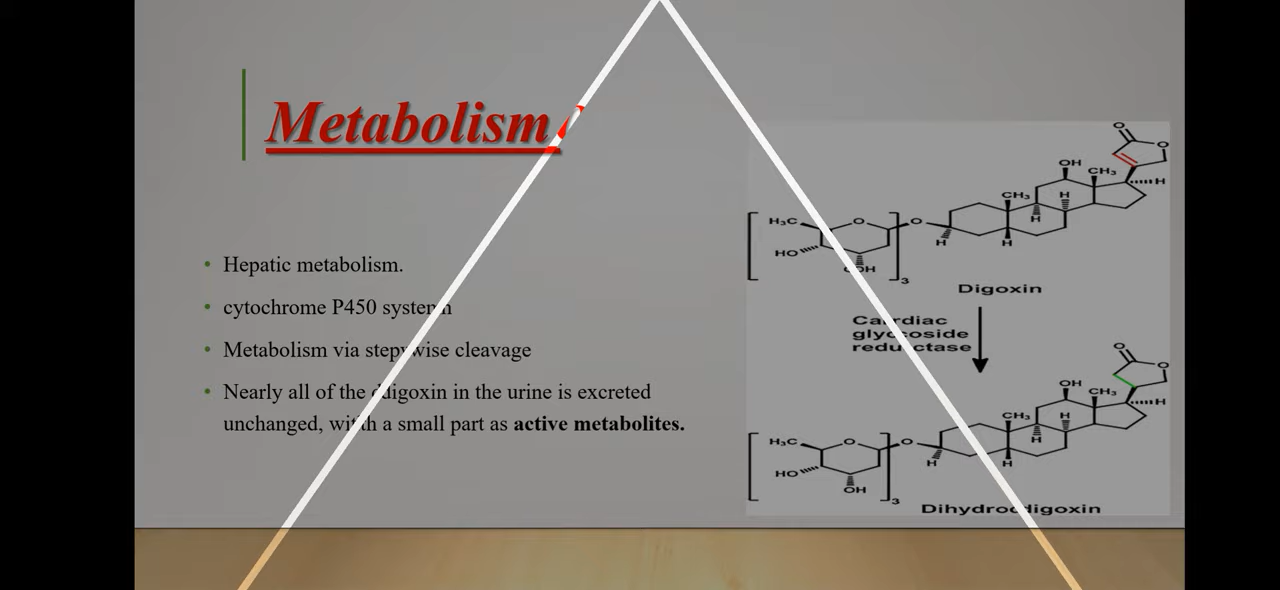 Metabolism
• Hepatic metabolism.
• cytochrome P450 system
• Metabolism via stepwise cleavage
• Nearly all of the digoxin in the urine is excreted
unchanged, with a small part as active metabolites.
O
O
OH
CH₃
H
CH₃
H
H
H₃C
O
O
HO
OH
3
H
H
Digoxin
Cardiac
glycoside
reductase
O
O
OH
CH₃
H
CH₃
H
H
H₃C
O
O
HO
OH
3
H
H
Dihydrodigoxin